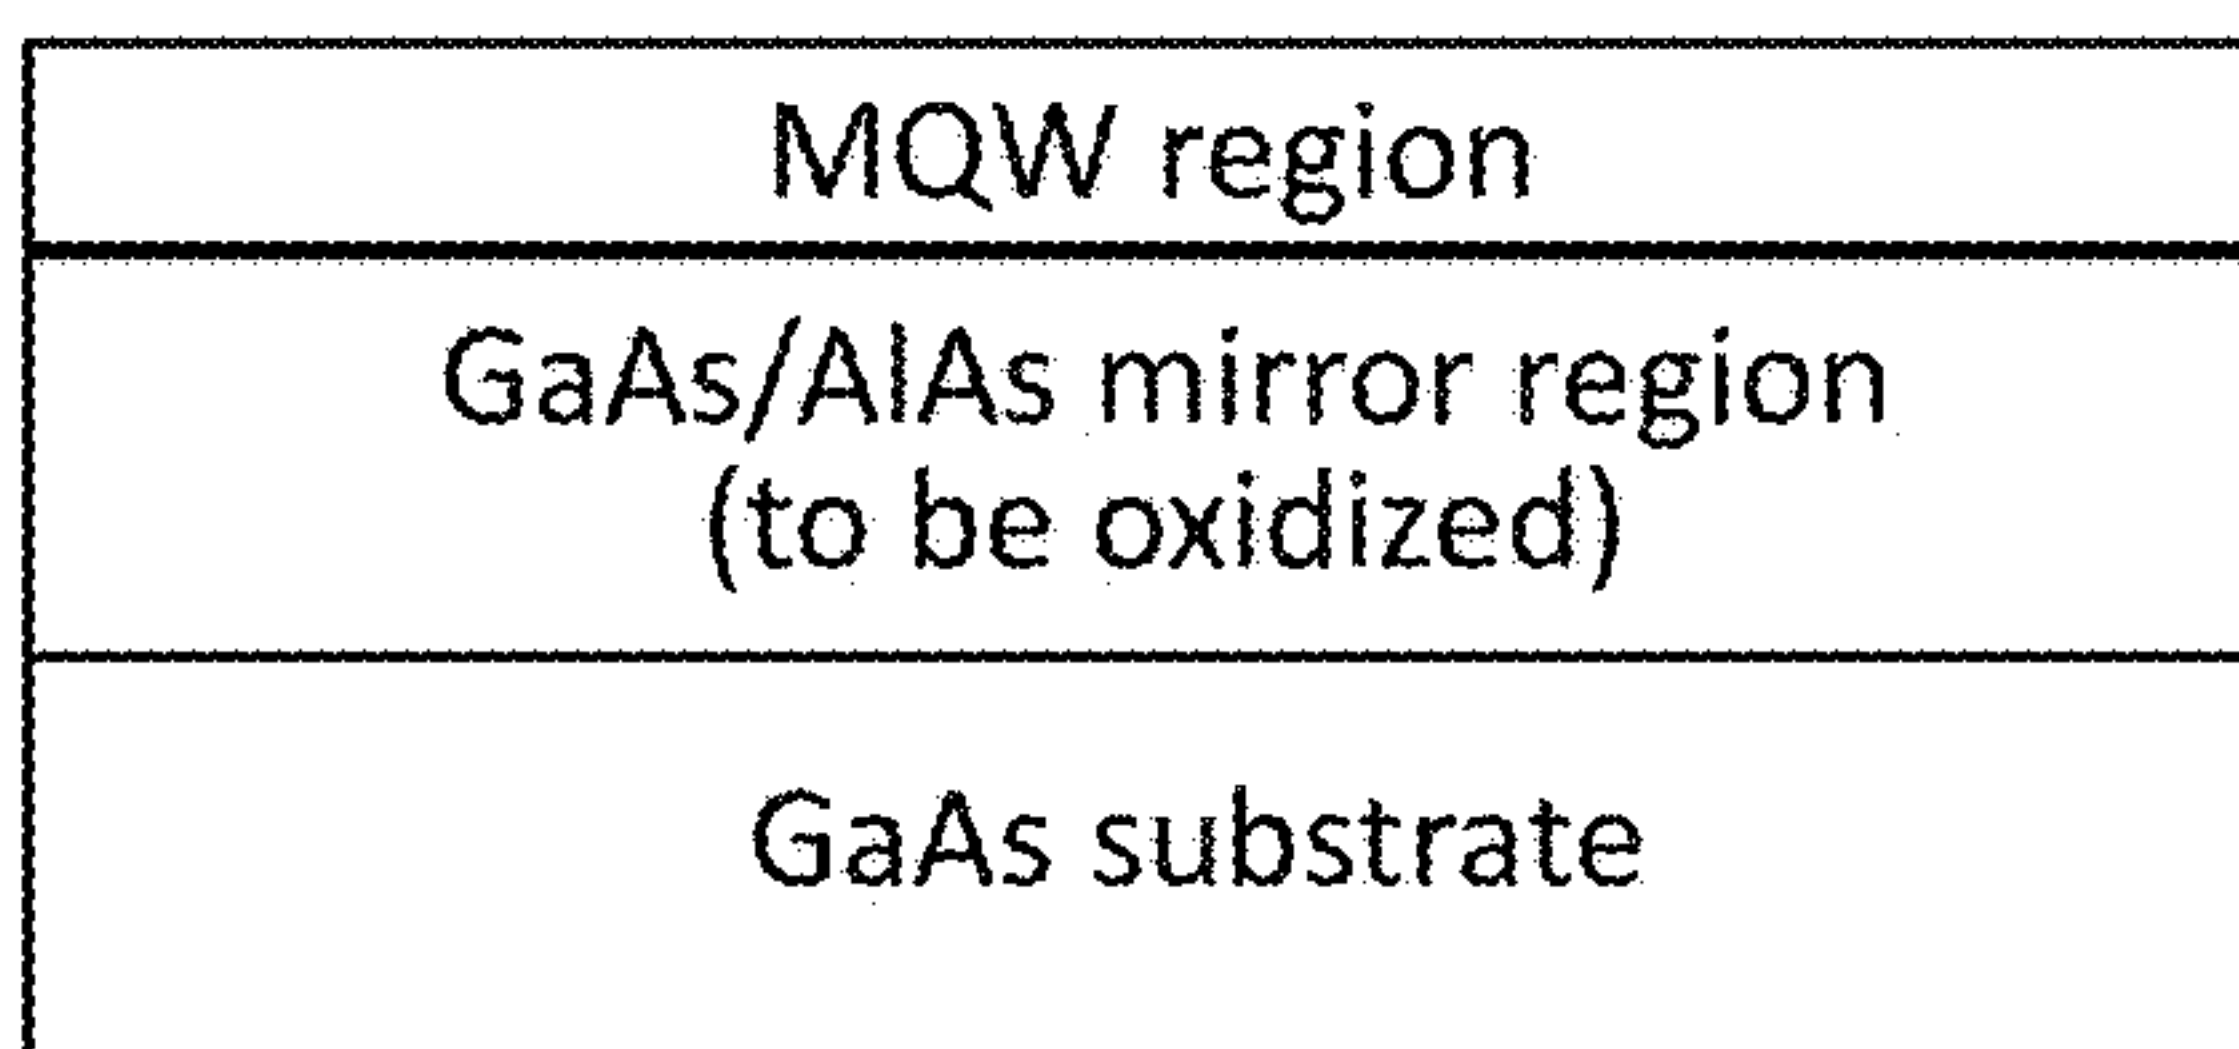 MQW region
GaAs/AlAs mirror region
(to be oxidized)
GaAs substrate